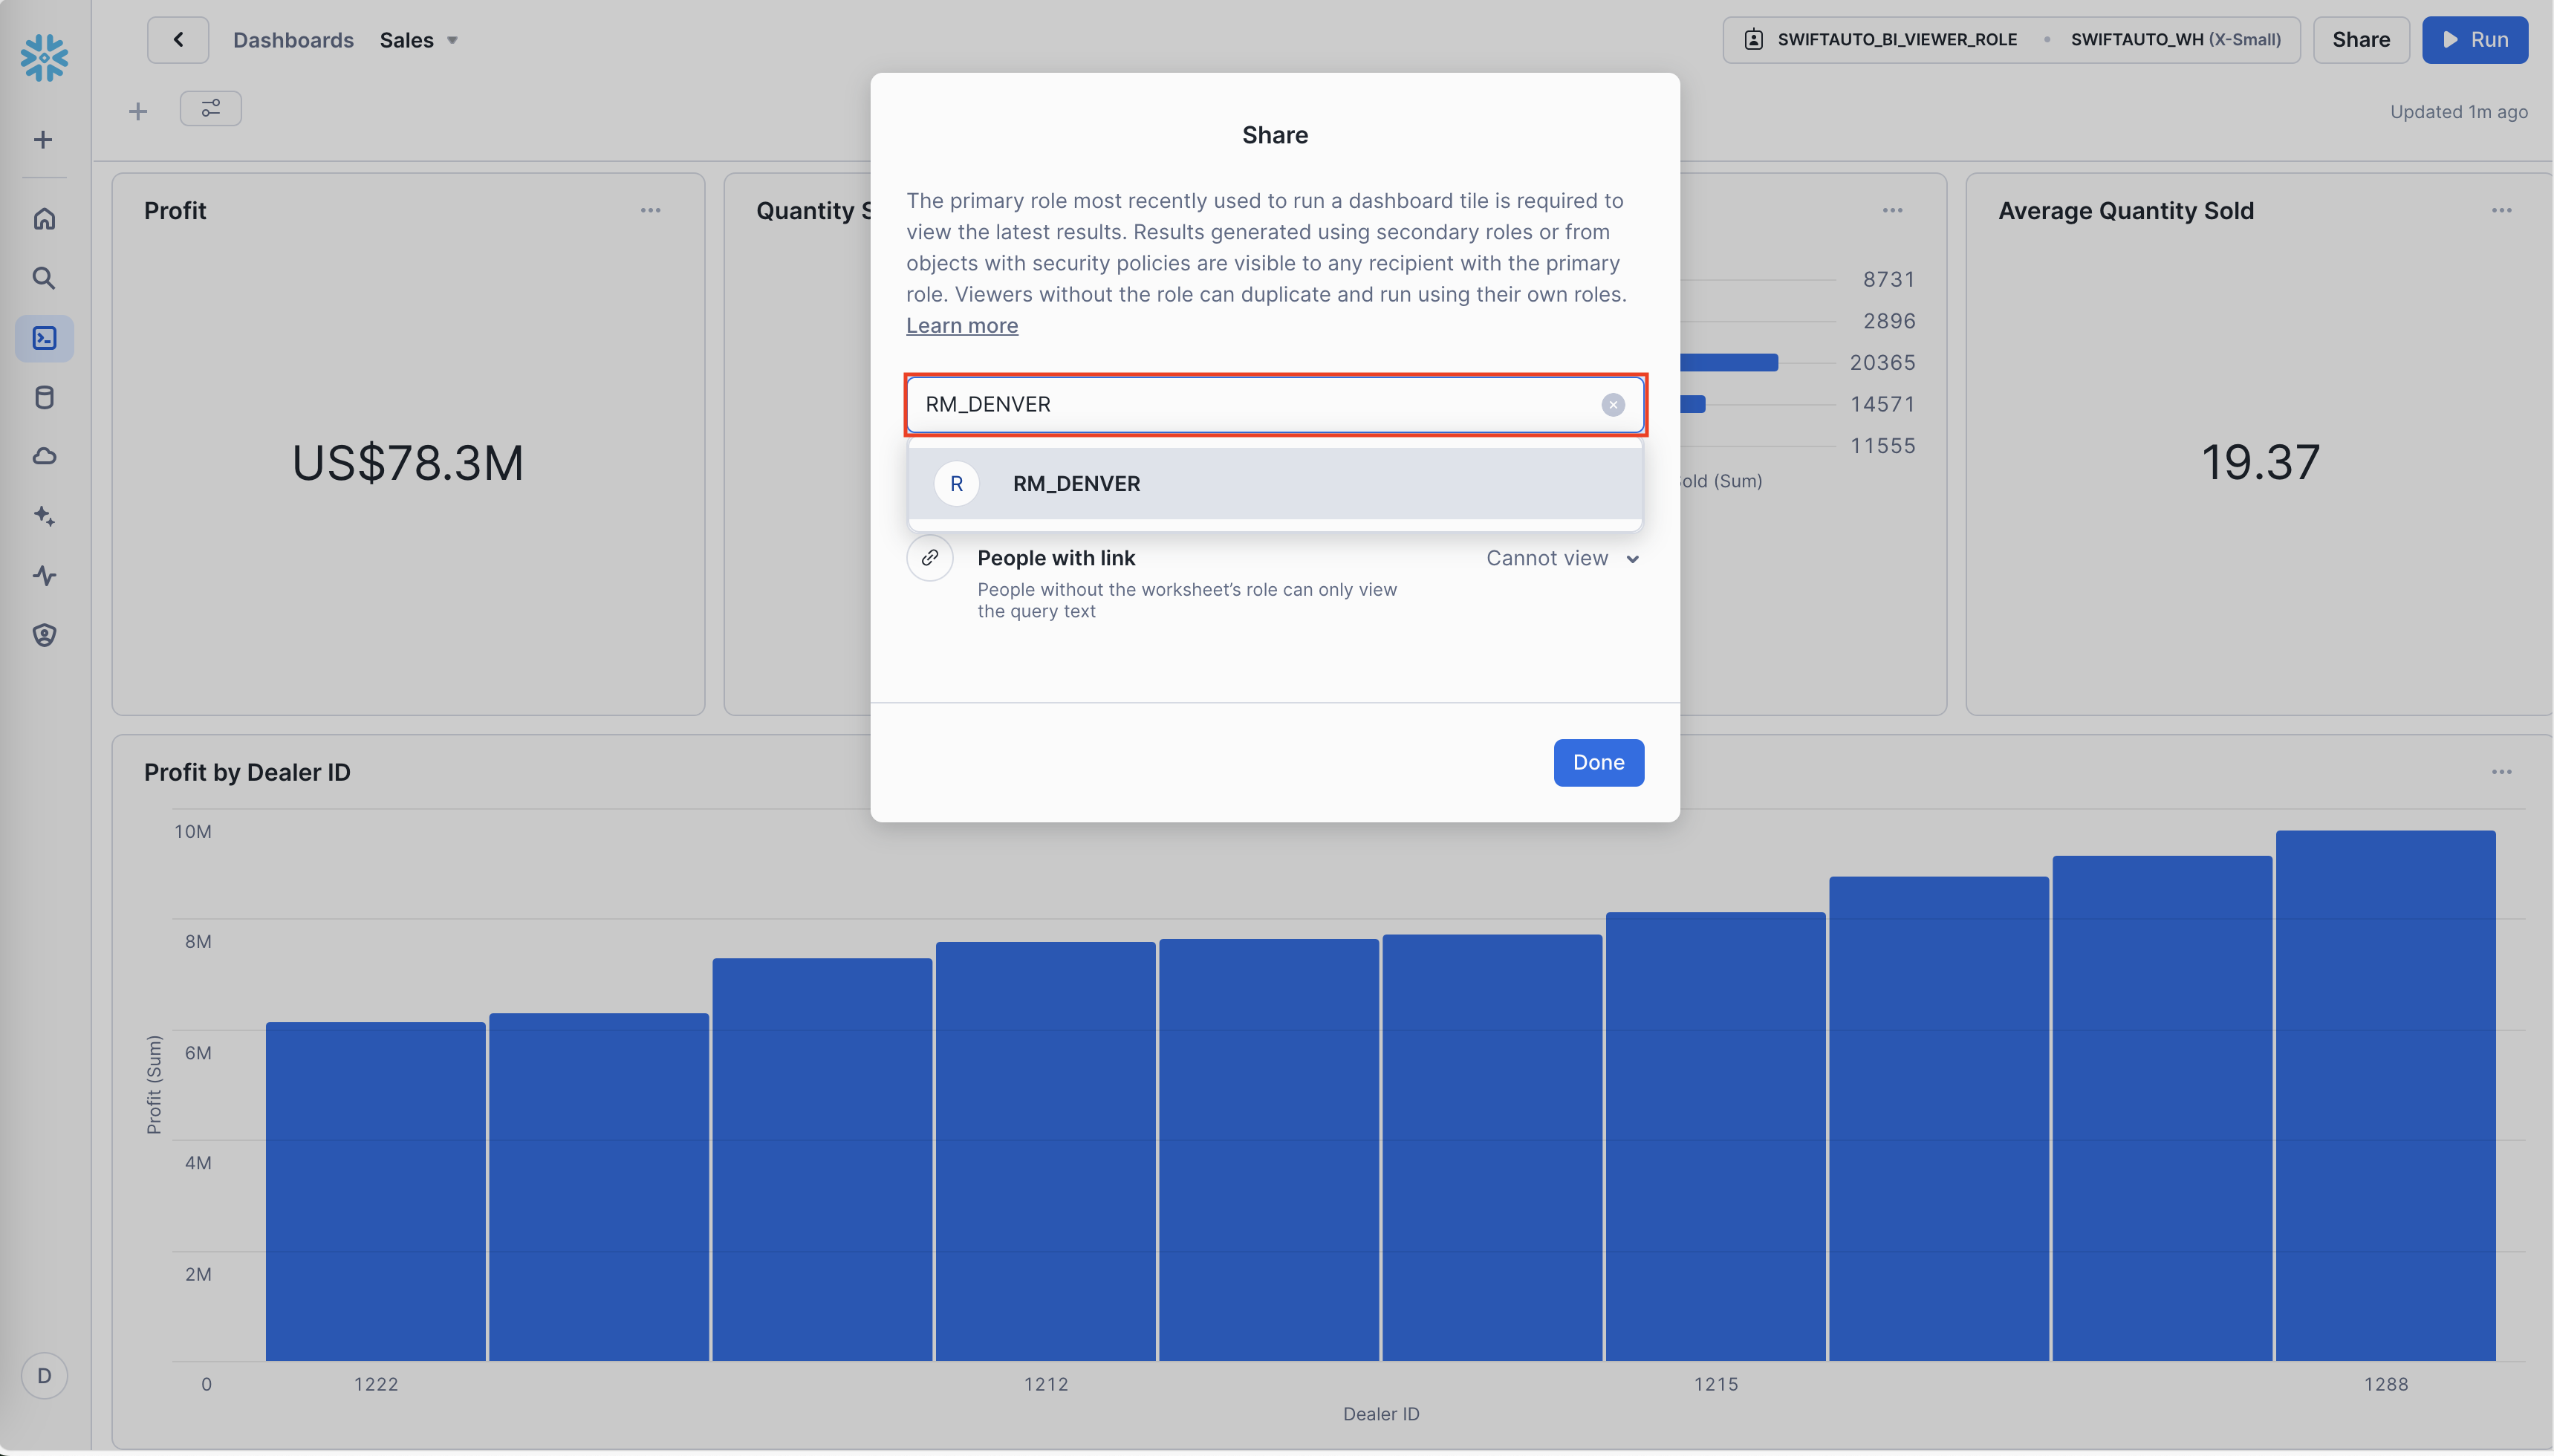 Dashboards Sales
SWIFTAUTO_BI_VIEWER_ROLE • SWIFTAUTO_WH (X-Small)
Share
Run
Updated 1m ago
Profit
US$78.3M
Quantity S
8731
2896
20365
14571
11555
old (Sum)
Average Quantity Sold
19.37
Share
The primary role most recently used to run a dashboard tile is required to
view the latest results. Results generated using secondary roles or from
objects with security policies are visible to any recipient with the primary
role. Viewers without the role can duplicate and run using their own roles.
Learn more
RM_DENVER
R RM_DENVER
People with link
Cannot view
People without the worksheet’s role can only view
the query text
Done
Profit by Dealer ID
Profit (Sum)
10M
8M
6M
4M
2M
0
1222 1212 1215 1288
Dealer ID
D